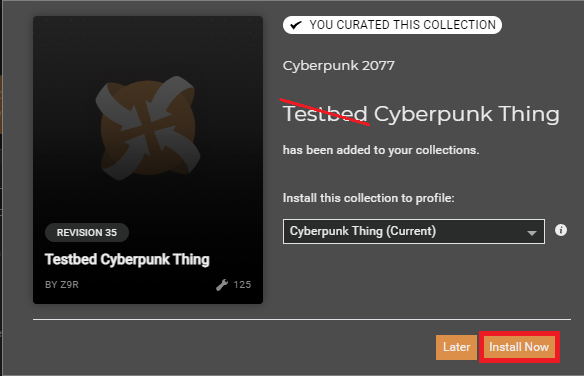 YOU CURATED THIS COLLECTION
Cyberpunk 2077
Testbed Cyberpunk Thing
has been added to your collections.
Install this collection to profile:
Cyberpunk Thing (Current)
REVISION 35
Testbed Cyberpunk Thing
BY Z9R
125
Later
Install Now